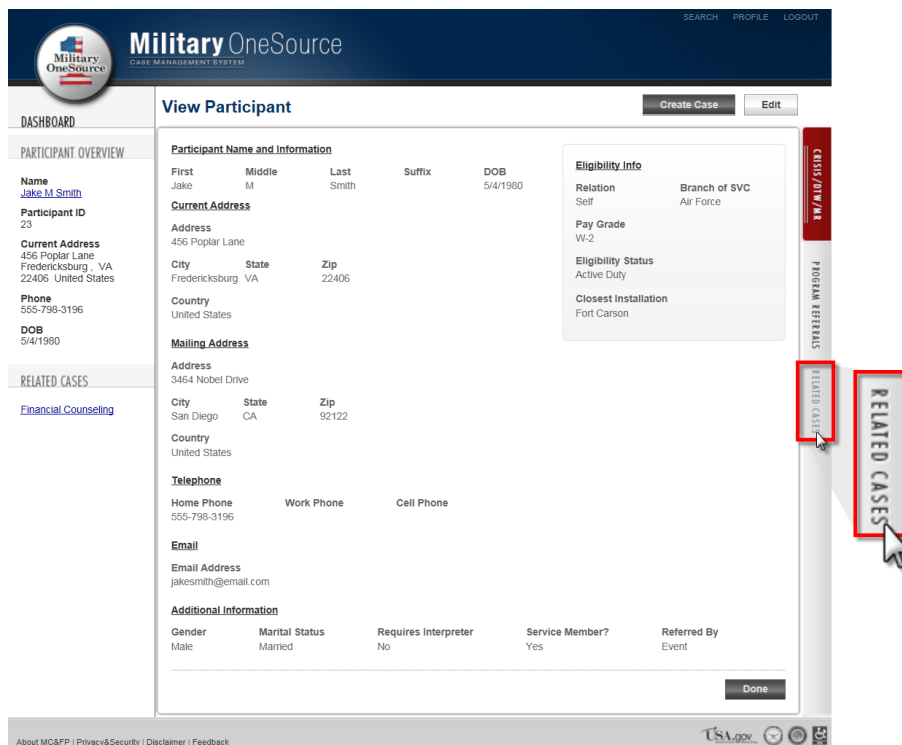 SEARCH PROFILE LOGOUT
Military OneSource
Military OneSource
CASE MANAGEMENT SYSTEM
DASHBOARD
View Participant
Create Case Edit
PARTICIPANT OVERVIEW
Name
Jake M Smith
Participant ID
23
Current Address
456 Poplar Lane
Fredericksburg , VA
22406 United States
Phone
555-798-3196
DOB
5/4/1980
RELATED CASES
Financial Counseling
Participant Name and Information
First Middle Last Suffix DOB
Jake M Smith 5/4/1980
Current Address
Address
456 Poplar Lane
City State Zip
Fredericksburg VA 22406
Country
United States
Mailing Address
Address
3464 Nobel Drive
City State Zip
San Diego CA 92122
Country
United States
Telephone
Home Phone Work Phone Cell Phone
555-798-3196
Email
Email Address
jakesmith@email.com
Additional Information
Gender Marital Status Requires Interpreter Service Member? Referred By
Male Married No Yes Event
Done
Eligibility Info
Relation Branch of SVC
Self Air Force
Pay Grade
W-2
Eligibility Status
Active Duty
Closest Installation
Fort Carson
CRISIS/DTW/MR
PROGRAM REFERRALS
RELATED CASES
RELATED CASES
About MC&FP | Privacy&Security | Disclaimer | Feedback
USA.gov